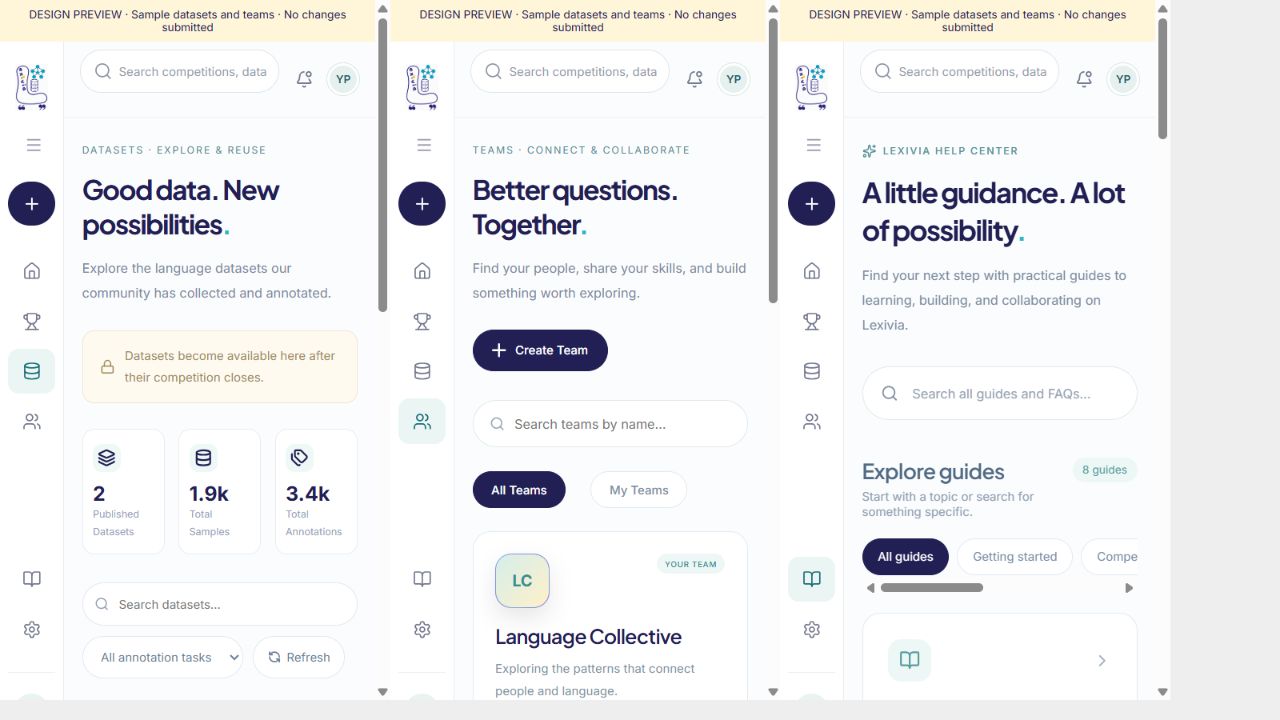 DESIGN PREVIEW · Sample datasets and teams · No changes
submitted
Search competitions, data
YP
DATASETS · EXPLORE & REUSE
Good data. New
possibilities.
Explore the language datasets our
community has collected and annotated.
Datasets become available here after
their competition closes.
2
Published
Datasets
1.9k
Total
Samples
3.4k
Total
Annotations
Search datasets...
All annotation tasks
Refresh
DESIGN PREVIEW · Sample datasets and teams · No changes
submitted
Search competitions, data
YP
TEAMS · CONNECT & COLLABORATE
Better questions.
Together.
Find your people, share your skills, and build
something worth exploring.
Create Team
Search teams by name...
All Teams
My Teams
LC
YOUR TEAM
Language Collective
Exploring the patterns that connect
people and language.
DESIGN PREVIEW · Sample datasets and teams · No changes
submitted
Search competitions, data
YP
LEXIVIA HELP CENTER
A little guidance. A lot
of possibility.
Find your next step with practical guides to
learning, building, and collaborating on
Lexivia.
Search all guides and FAQs...
Explore guides
8 guides
Start with a topic or search for
something specific.
All guides
Getting started
Compe